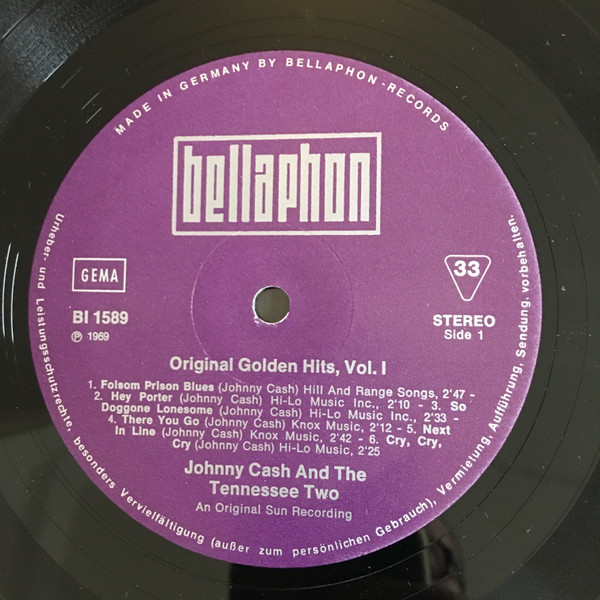 MADE IN GERMANY BY BELLAPHON-RECORDS
bellaphon
GEMA
BI 1589
℗ 1969
33
STEREO
Side 1
Original Golden Hits, Vol. I
1. Folsom Prison Blues (Johnny Cash) Hill And Range Songs, 2'47 -
2. Hey Porter (Johnny Cash) Hi-Lo Music Inc., 2'10 - 3. So
Doggone Lonesome (Johnny Cash) Hi-Lo Music Inc., 2'33 -
4. There You Go (Johnny Cash) Knox Music, 2'12 - 5. Next
In Line (Johnny Cash) Knox Music, 2'42 - 6. Cry, Cry,
Cry (Johnny Cash) Hi-Lo Music, 2'25
Johnny Cash And The
Tennessee Two
An Original Sun Recording
Urheber- und Leistungsschutzrechte, besonders Vervielfältigung (außer zum persönlichen Gebrauch), Vermietung, Aufführung, Sendung, vorbehalten.